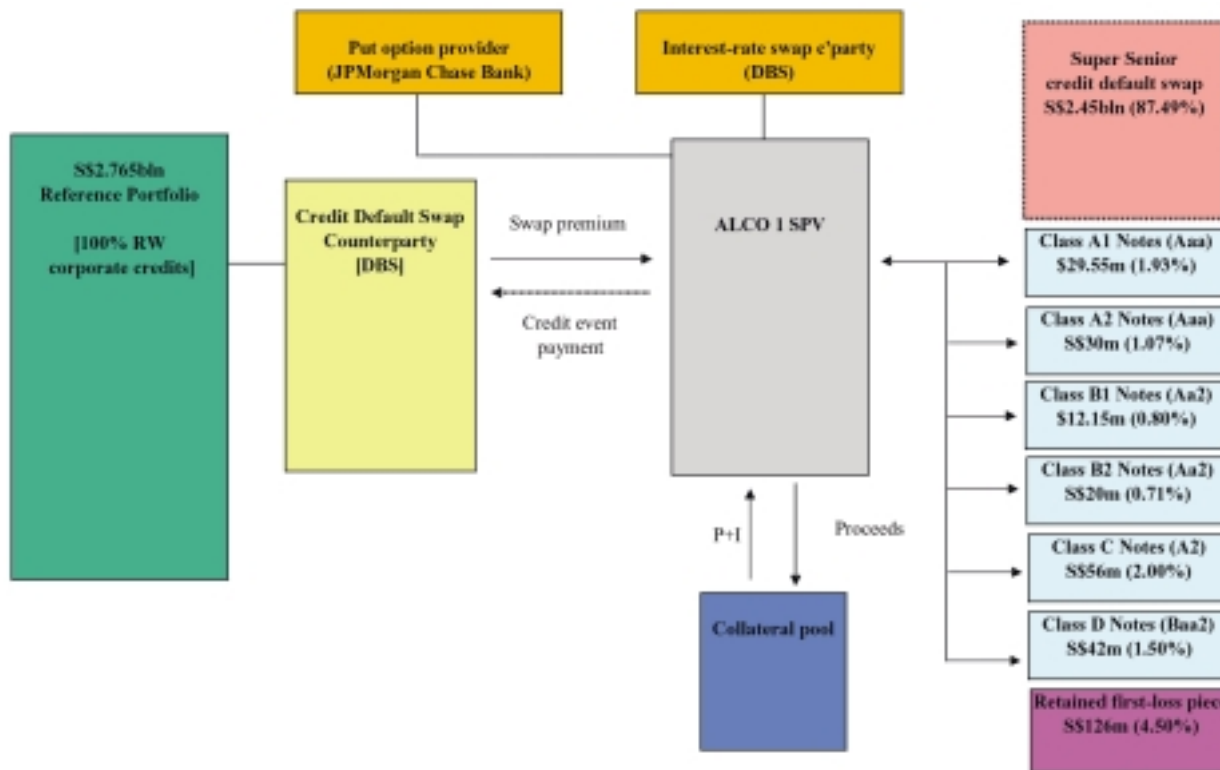 Put option provider
(JPMorgan Chase Bank)
Interest-rate swap c'party
(DBS)
Super Senior
credit default swap
S$2.45bln (87.49%)
S$2.765bln
Reference Portfolio
[100% RW
corporate credits]
Credit Default Swap
Counterparty
[DBS]
Swap premium
Credit event
payment
ALCO 1 SPV
Class A1 Notes (Aaa)
$29.55m (1.93%)
Class A2 Notes (Aaa)
S$30m (1.07%)
Class B1 Notes (Aa2)
$12.15m (0.80%)
Class B2 Notes (Aa2)
S$20m (0.71%)
Class C Notes (A2)
S$56m (2.00%)
Class D Notes (Baa2)
S$42m (1.50%)
Retained first-loss piece
S$126m (4.50%)
P+I
Proceeds
Collateral pool